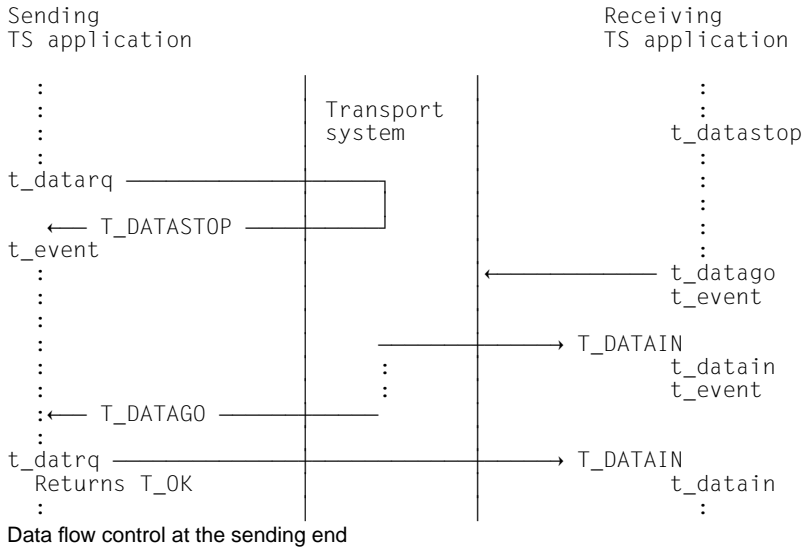 Sending Receiving
TS application TS application
: :
: Transport :
: system t_datastop
: :
t_datarq :
:
T_DATASTOP :
t_event :
: t_datago
: t_event
:
: T_DATAIN
: : t_datain
: : t_event
: T_DATAGO
:
t_datrq T_DATAIN
Returns T_OK t_datain
: :
Data flow control at the sending end